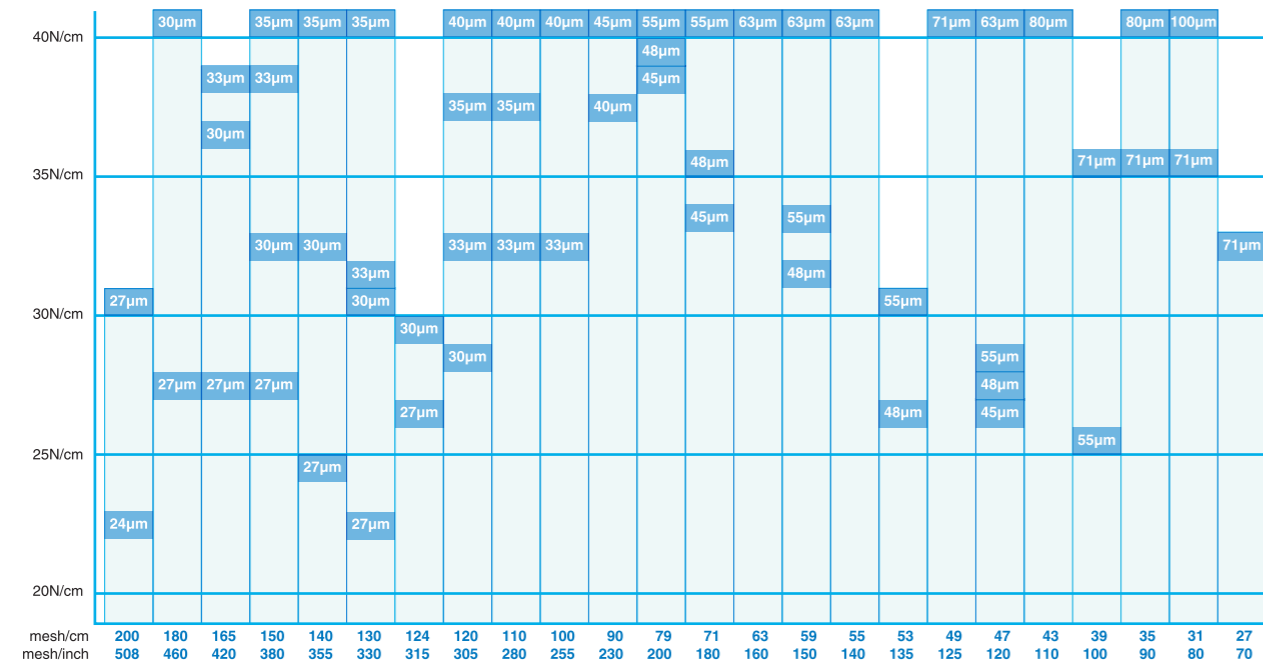 30µm 35µm 35µm 35µm 40µm 40µm 40µm 45µm 55µm 55µm 63µm 63µm 63µm 71µm 63µm 80µm 80µm 100µm
40N/cm
48µm
33µm 33µm 45µm
35µm 35µm 40µm
30µm
48µm 71µm 71µm 71µm
35N/cm
45µm 55µm
30µm 30µm 33µm 33µm 33µm 71µm
33µm 48µm
27µm 30µm 55µm
30N/cm
30µm
30µm 55µm
27µm 27µm 27µm 48µm
27µm 48µm 45µm
55µm
25N/cm
27µm
24µm 27µm
20N/cm
mesh/cm 200 180 165 150 140 130 124 120 110 100 90 79 71 63 59 55 53 49 47 43 39 35 31 27
mesh/inch 508 460 420 380 355 330 315 305 280 255 230 200 180 160 150 140 135 125 120 110 100 90 80 70